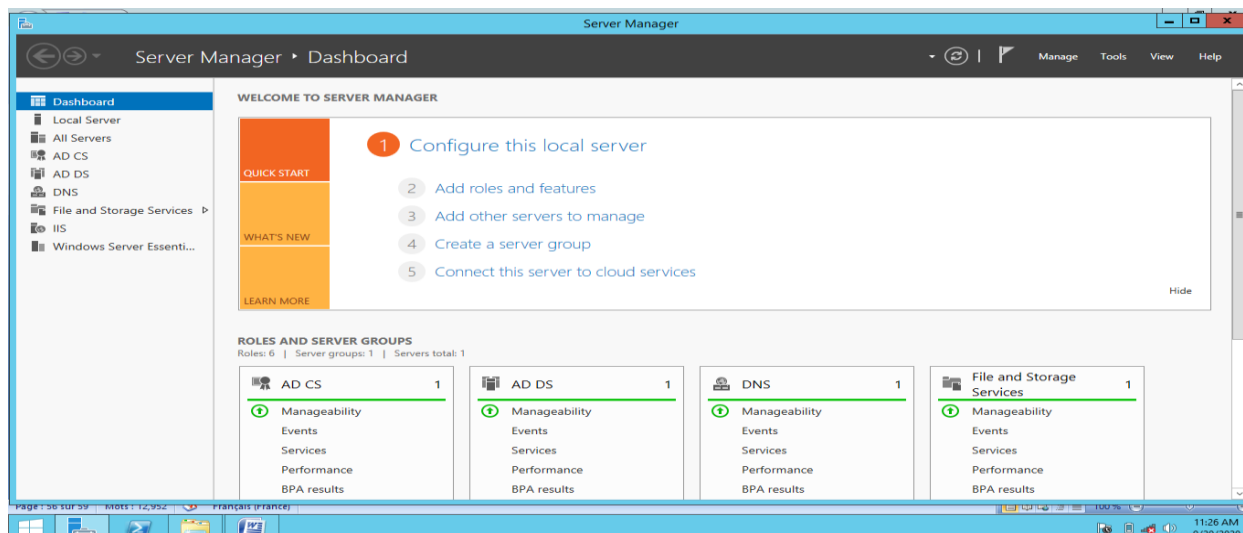 Server Manager
Server Manager ‣ Dashboard
Manage Tools View Help
Dashboard
Local Server
All Servers
AD CS
AD DS
DNS
File and Storage Services
IIS
Windows Server Essenti...
WELCOME TO SERVER MANAGER
QUICK START
WHAT'S NEW
LEARN MORE
1 Configure this local server
2 Add roles and features
3 Add other servers to manage
4 Create a server group
5 Connect this server to cloud services
Hide
ROLES AND SERVER GROUPS
Roles: 6 | Server groups: 1 | Servers total: 1
AD CS 1
Manageability
Events
Services
Performance
BPA results
AD DS 1
Manageability
Events
Services
Performance
BPA results
DNS 1
Manageability
Events
Services
Performance
BPA results
File and Storage
Services 1
Manageability
Events
Services
Performance
BPA results
Page : 56 sur 59 Mots : 12,952 Français (France) 100 %
11:26 AM